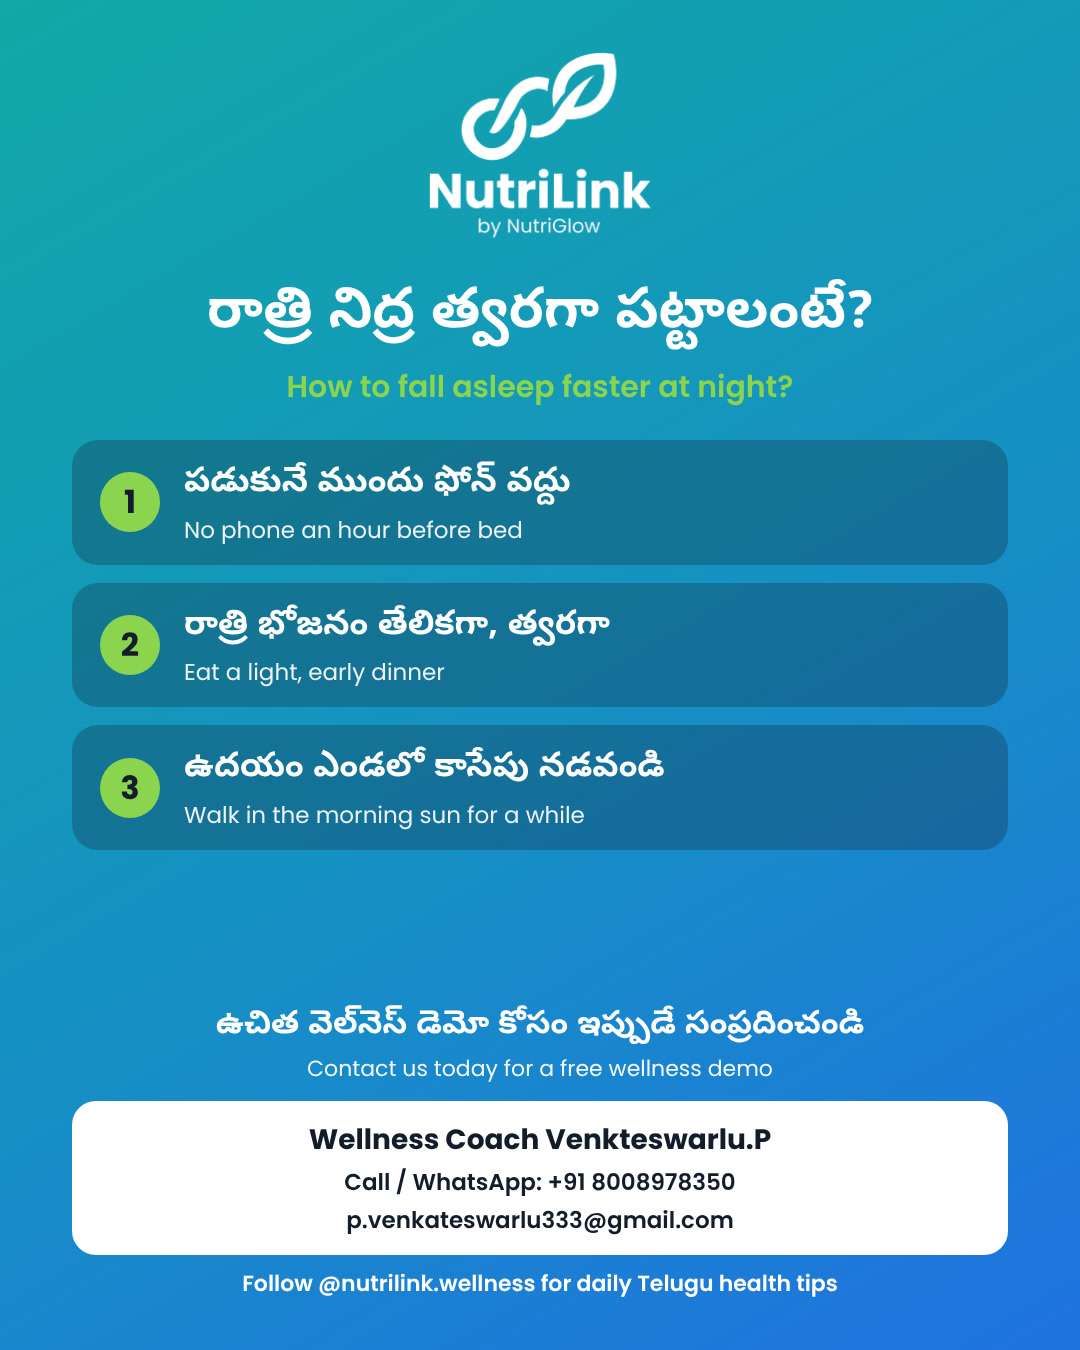 NutriLink
by NutriGlow
రాత్రి నిద్ర త్వరగా పట్టాలంటే?
How to fall asleep faster at night?
1
పడుకునే ముందు ఫోన్ వద్దు
No phone an hour before bed
2
రాత్రి భోజనం తేలికగా, త్వరగా
Eat a light, early dinner
3
ఉదయం ఎండలో కాసేపు నడవండి
Walk in the morning sun for a while
ఉచిత వెల్‌నెస్ డెమో కోసం ఇప్పుడే సంప్రదించండి
Contact us today for a free wellness demo
Wellness Coach Venkteswarlu.P
Call / WhatsApp: +91 8008978350
p.venkateswarlu333@gmail.com
Follow @nutrilink.wellness for daily Telugu health tips